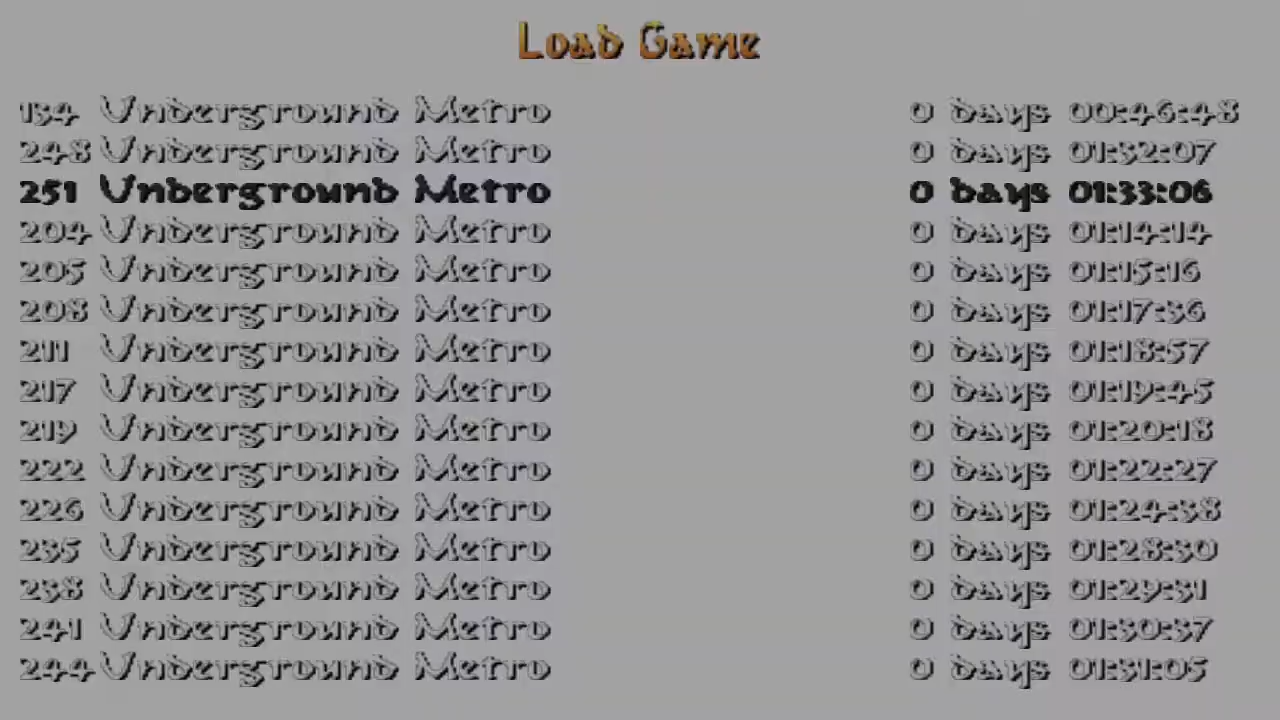 Load Game
134 Underground Metro 0 days 00:46:48
248 Underground Metro 0 days 01:32:07
251 Underground Metro 0 days 01:33:06
204 Underground Metro 0 days 01:14:14
205 Underground Metro 0 days 01:15:16
208 Underground Metro 0 days 01:17:36
211 Underground Metro 0 days 01:18:57
217 Underground Metro 0 days 01:19:45
219 Underground Metro 0 days 01:20:18
222 Underground Metro 0 days 01:22:27
226 Underground Metro 0 days 01:24:38
235 Underground Metro 0 days 01:28:30
238 Underground Metro 0 days 01:29:31
241 Underground Metro 0 days 01:30:37
244 Underground Metro 0 days 01:31:05